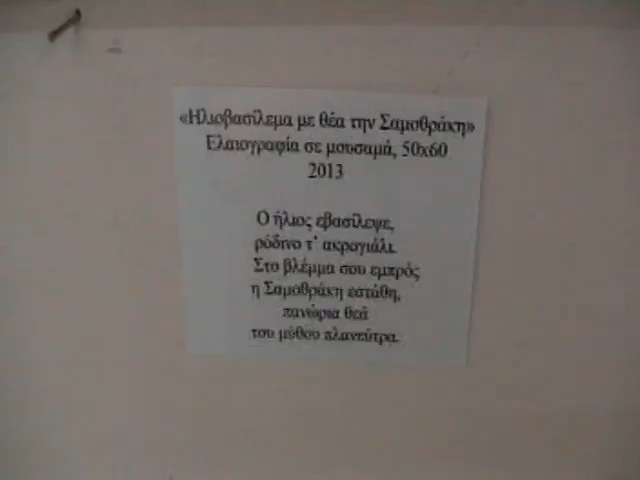 «Ηλιοβασίλεμα με θέα την Σαμοθράκη»
Ελαιογραφία σε μουσαμά, 50x60
2013
Ο ήλιος εβασίλεψε,
ρόδινο τ' ακρογιάλι.
Στο βλέμμα σου εμπρός
η Σαμοθράκη εστάθη,
πανώρια θεά
του μύθου πλανεύτρα.